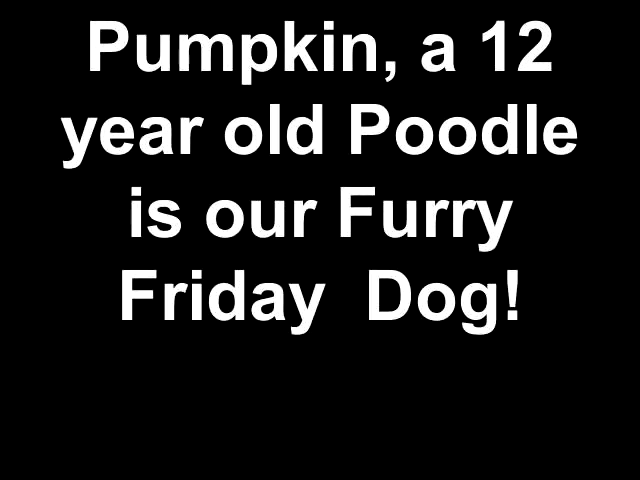 Pumpkin, a 12
year old Poodle
is our Furry
Friday  Dog!